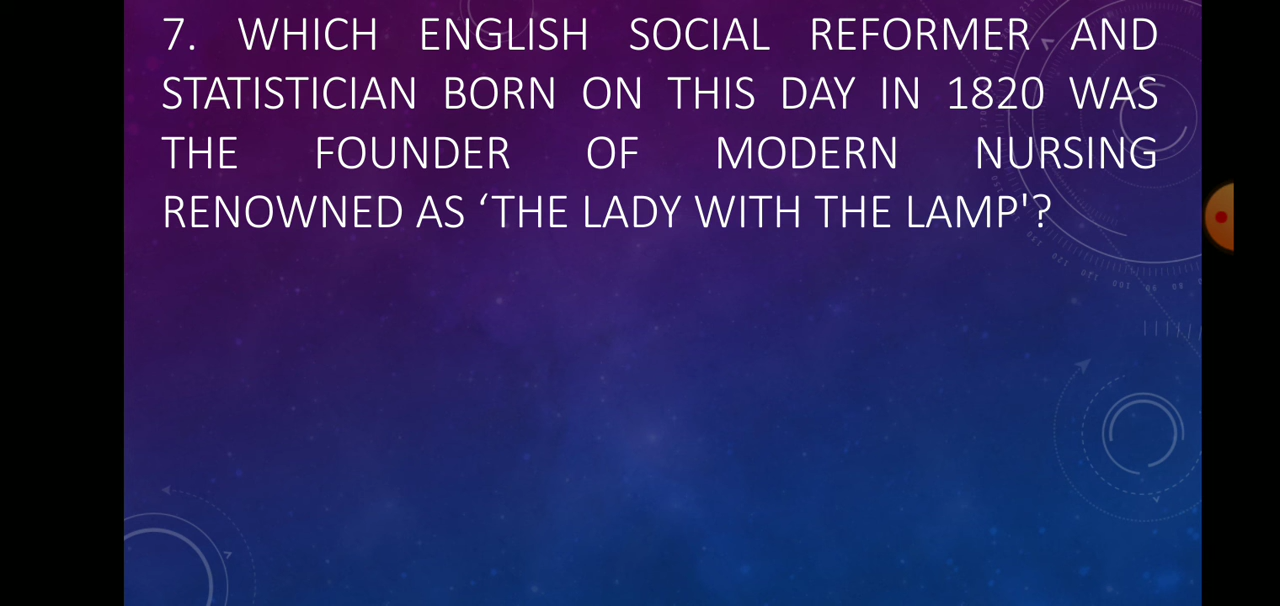 7. WHICH ENGLISH SOCIAL REFORMER AND
STATISTICIAN BORN ON THIS DAY IN 1820 WAS
THE FOUNDER OF MODERN NURSING
RENOWNED AS ‘THE LADY WITH THE LAMP'?